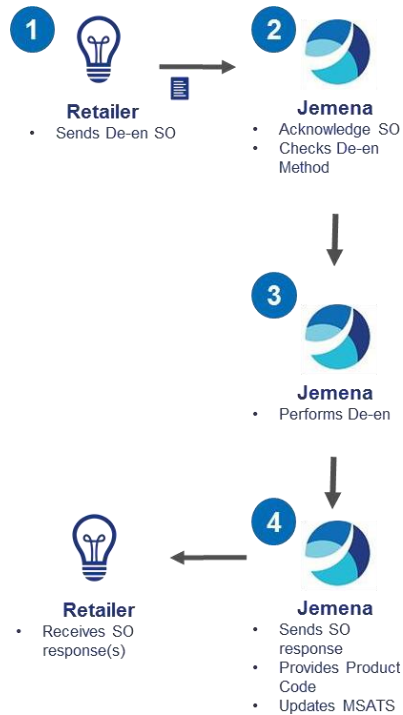 1
Retailer
• Sends De-en SO
2
Jemena
• Acknowledge SO
• Checks De-en
Method
3
Jemena
• Performs De-en
4
Jemena
• Sends SO
response
• Provides Product
Code
• Updates MSATS
Retailer
• Receives SO
response(s)